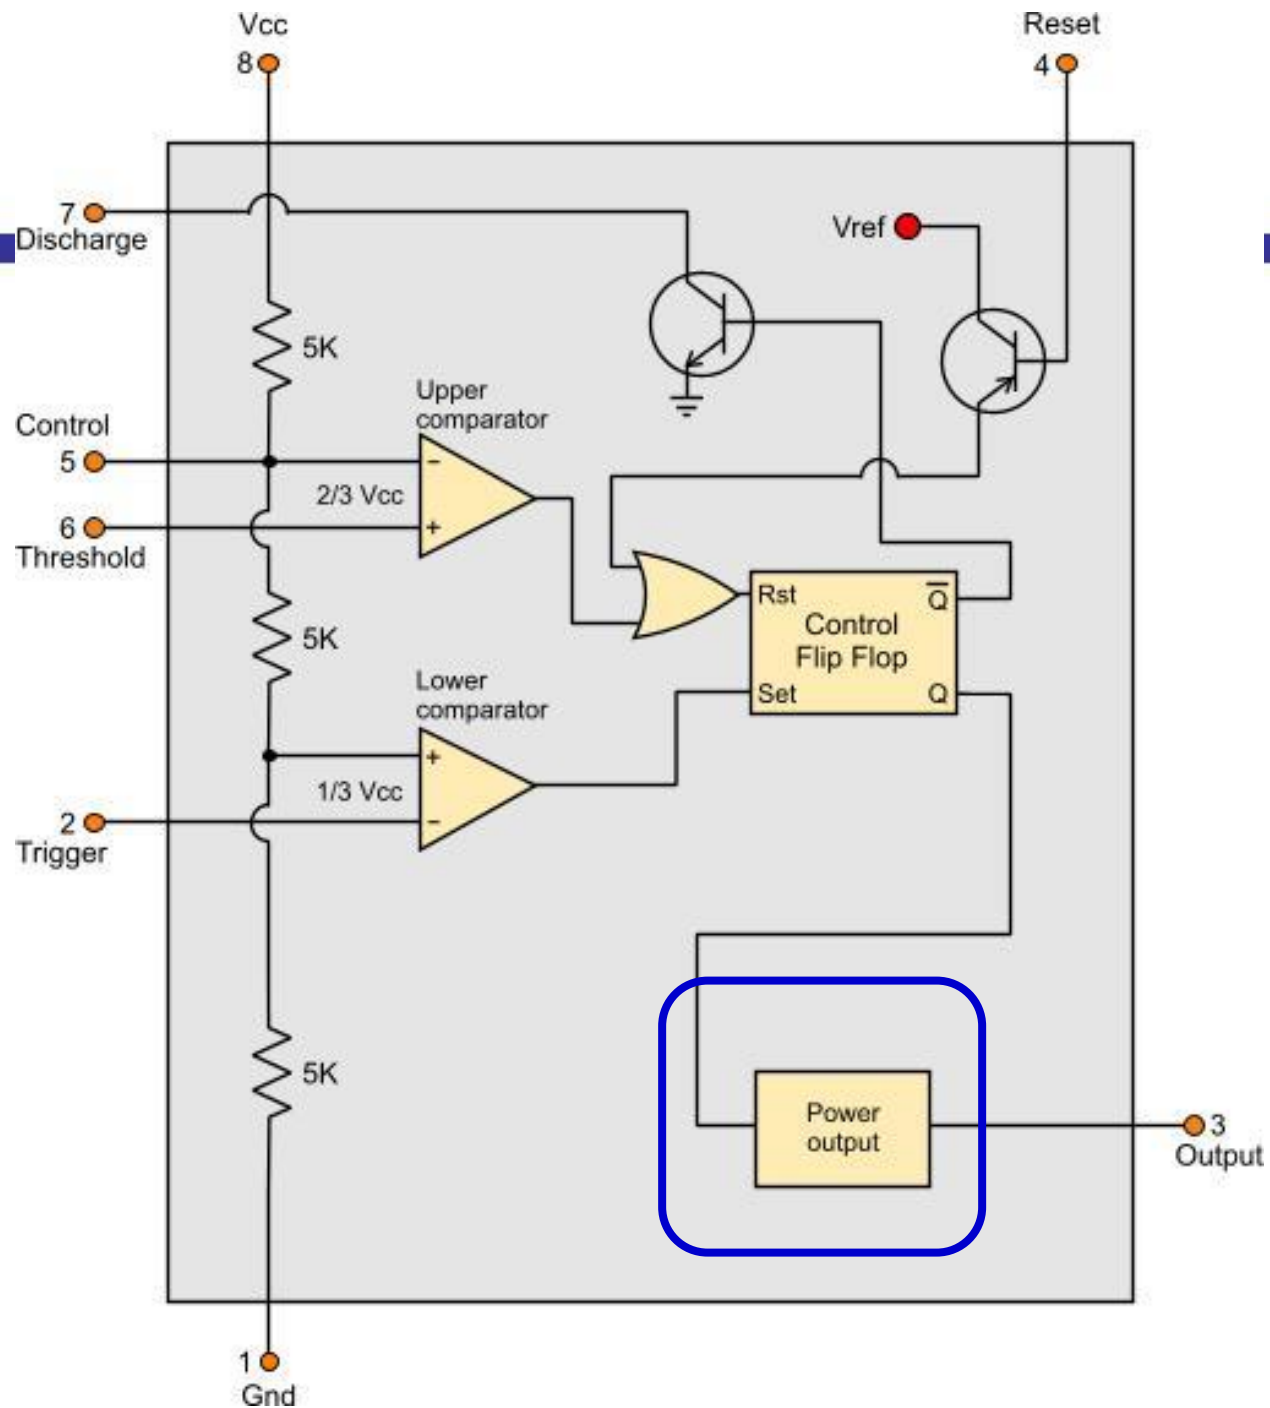 Vcc
8
Reset
4
7
Discharge
Vref
5K
Upper
comparator
Control
5
−
2/3 Vcc
6
+
Threshold
Rst
Q̅
Control
Flip Flop
5K
Set
Q
Lower
comparator
+
1/3 Vcc
2
−
Trigger
5K
Power
output
3
Output
1
Gnd